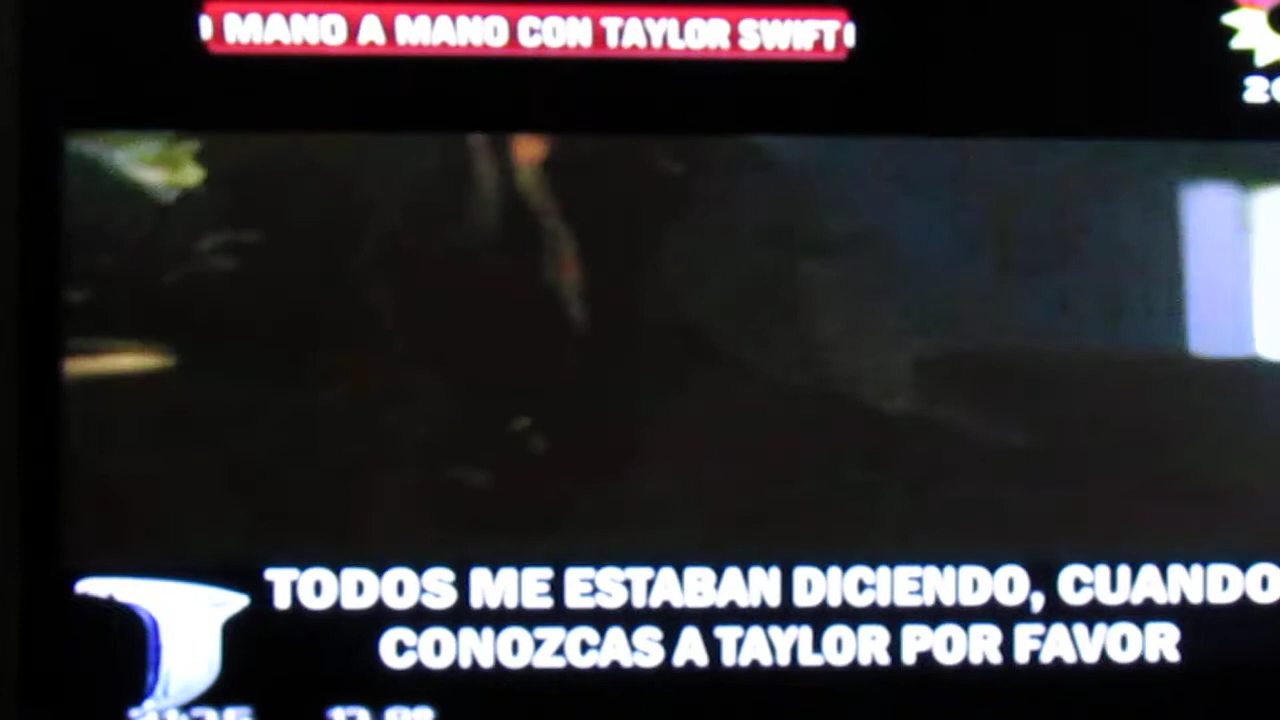 MANO A MANO CON TAYLOR SWIFT
TODOS ME ESTABAN DICIENDO, CUANDO
CONOZCAS A TAYLOR POR FAVOR